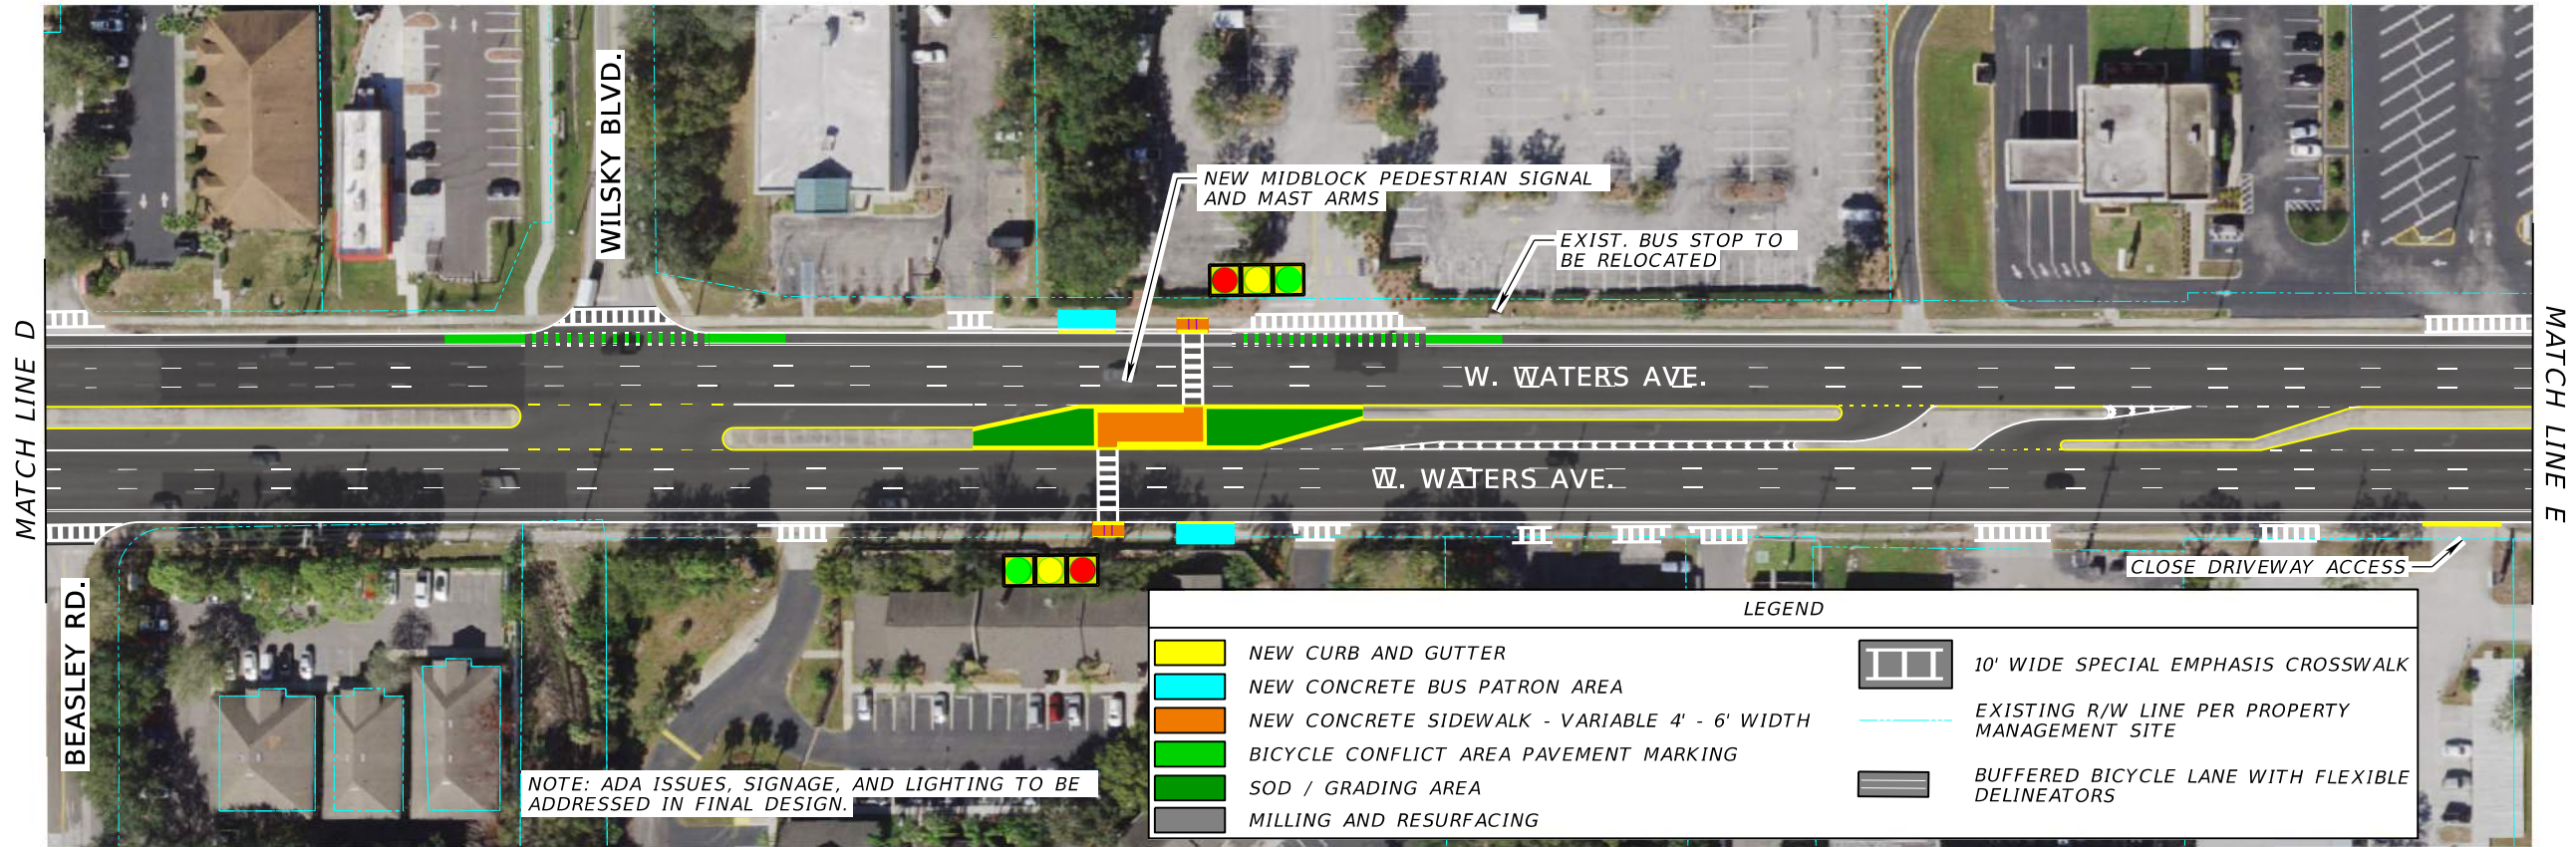 MATCH LINE D
WILSKY BLVD.
NEW MIDBLOCK PEDESTRIAN SIGNAL
AND MAST ARMS
EXIST. BUS STOP TO
BE RELOCATED
W. WATERS AVE.
W. WATERS AVE.
MATCH LINE E
CLOSE DRIVEWAY ACCESS
BEASLEY RD.
NOTE: ADA ISSUES, SIGNAGE, AND LIGHTING TO BE
ADDRESSED IN FINAL DESIGN.
LEGEND
NEW CURB AND GUTTER
NEW CONCRETE BUS PATRON AREA
NEW CONCRETE SIDEWALK - VARIABLE 4' - 6' WIDTH
BICYCLE CONFLICT AREA PAVEMENT MARKING
SOD / GRADING AREA
MILLING AND RESURFACING
10' WIDE SPECIAL EMPHASIS CROSSWALK
EXISTING R/W LINE PER PROPERTY
MANAGEMENT SITE
BUFFERED BICYCLE LANE WITH FLEXIBLE
DELINEATORS